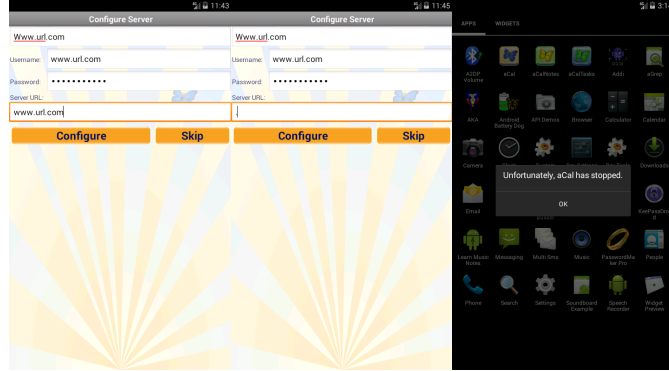 11:43
Configure Server
Www.url.com
Username: www.url.com
Password: •••••••••••
Server URL:
www.url.com
Configure Skip
11:45
Configure Server
Www.url.com
Username: www.url.com
Password: •••••••••••
Server URL:
.
Configure Skip
APPS WIDGETS
A2DP Volume
aCal
aCalNotes
aCalTasks
Addi
aGrep
AKA
Android Battery Dog
API Demos
Browser
Calculator
Calendar
Camera
Downloads
Unfortunately, aCal has stopped.
OK
Email
Learn Music Notes
Messaging
Multi Sms
Music
PasswordMaker Pro
People
Phone
Search
Settings
Soundboard Example
Speech Recorder
Widget Preview